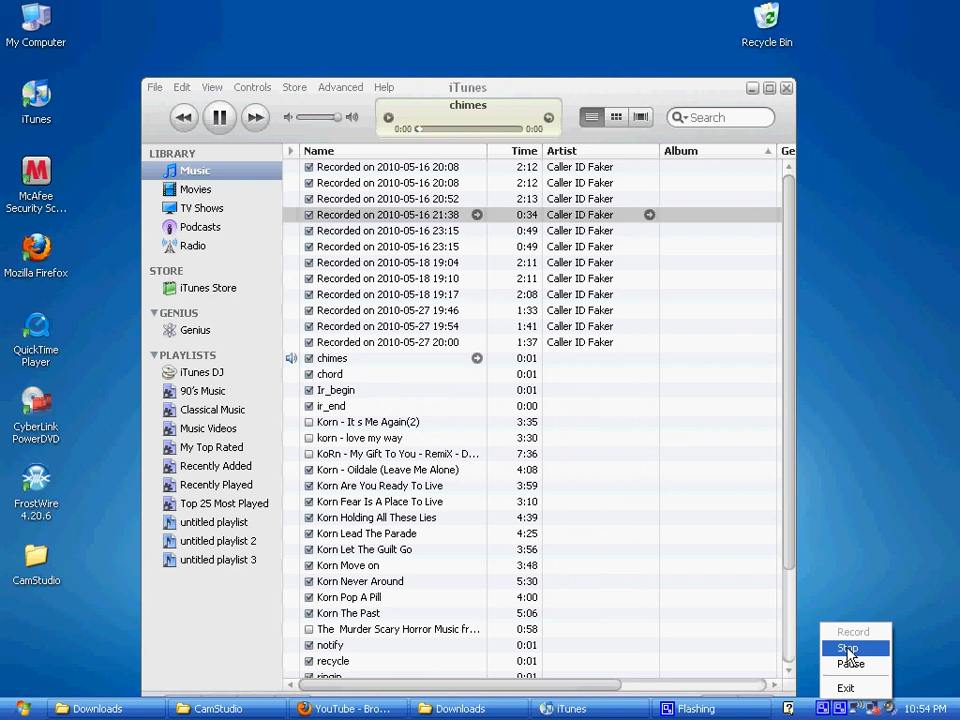 My Computer
Recycle Bin
iTunes
McAfee
Security Sc...
Mozilla Firefox
QuickTime
Player
CyberLink
PowerDVD
FrostWire
4.20.6
CamStudio
iTunes
File Edit View Controls Store Advanced Help
chimes
0:00 0:00
Search
LIBRARY
Music
Movies
TV Shows
Podcasts
Radio
STORE
iTunes Store
GENIUS
Genius
PLAYLISTS
iTunes DJ
90's Music
Classical Music
Music Videos
My Top Rated
Recently Added
Recently Played
Top 25 Most Played
untitled playlist
untitled playlist 2
untitled playlist 3
Name Time Artist Album Ge
Recorded on 2010-05-16 20:08 2:12 Caller ID Faker
Recorded on 2010-05-16 20:08 2:12 Caller ID Faker
Recorded on 2010-05-16 20:52 2:13 Caller ID Faker
Recorded on 2010-05-16 21:38 0:34 Caller ID Faker
Recorded on 2010-05-16 23:15 0:49 Caller ID Faker
Recorded on 2010-05-16 23:15 0:49 Caller ID Faker
Recorded on 2010-05-18 19:04 2:11 Caller ID Faker
Recorded on 2010-05-18 19:10 2:11 Caller ID Faker
Recorded on 2010-05-18 19:17 2:08 Caller ID Faker
Recorded on 2010-05-27 19:46 1:33 Caller ID Faker
Recorded on 2010-05-27 19:54 1:41 Caller ID Faker
Recorded on 2010-05-27 20:00 1:37 Caller ID Faker
chimes 0:01
chord 0:01
Ir_begin 0:01
ir_end 0:00
Korn - It s Me Again(2) 3:35
korn - love my way 3:30
KoRn - My Gift To You - RemiX - D... 7:36
Korn - Oildale (Leave Me Alone) 4:08
Korn Are You Ready To Live 3:59
Korn Fear Is A Place To Live 3:10
Korn Holding All These Lies 4:39
Korn Lead The Parade 4:25
Korn Let The Guilt Go 3:56
Korn Move on 3:48
Korn Never Around 5:30
Korn Pop A Pill 4:00
Korn The Past 5:06
The Murder Scary Horror Music fr... 0:58
notify 0:01
recycle 0:01
ringin 0:01
Record
Stop
Pause
Exit
Downloads CamStudio YouTube - Bro... Downloads iTunes Flashing 10:54 PM